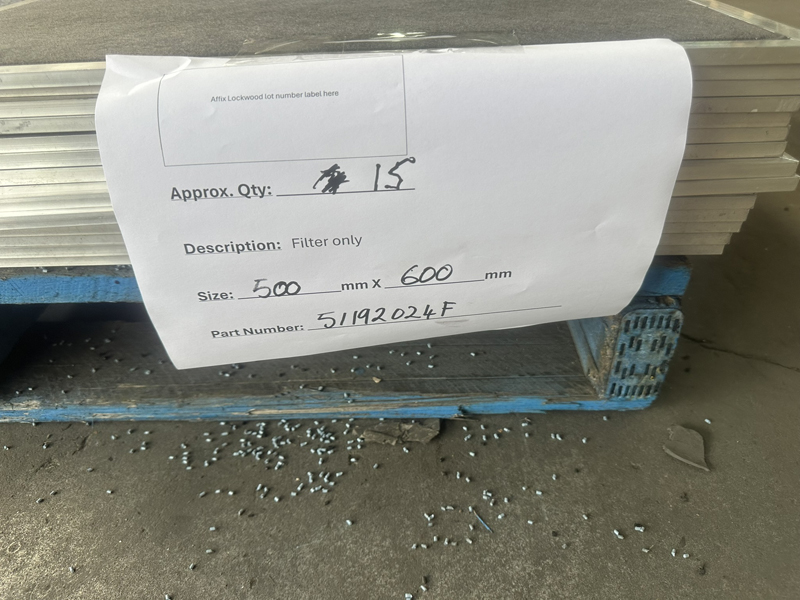 Affix Lockwood lot number label here
Approx. Qty: 15
Description: Filter only
Size: 500 mm X 600 mm
Part Number: 51192024F